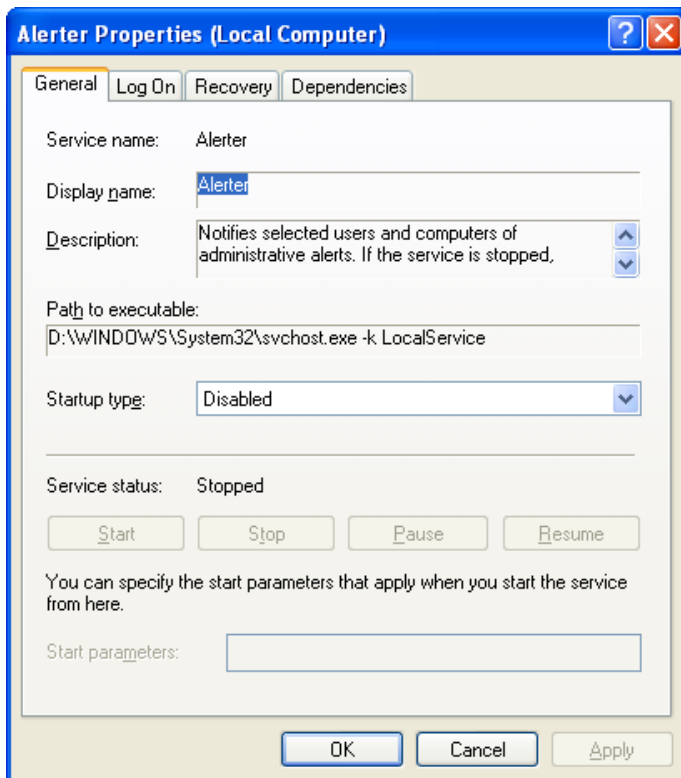 Alerter Properties (Local Computer)
General Log On Recovery Dependencies
Service name: Alerter
Display name: Alerter
Description: Notifies selected users and computers of
administrative alerts. If the service is stopped,
Path to executable:
D:\WINDOWS\System32\svchost.exe -k LocalService
Startup type: Disabled
Service status: Stopped
Start Stop Pause Resume
You can specify the start parameters that apply when you start the service
from here.
Start parameters:
OK Cancel Apply